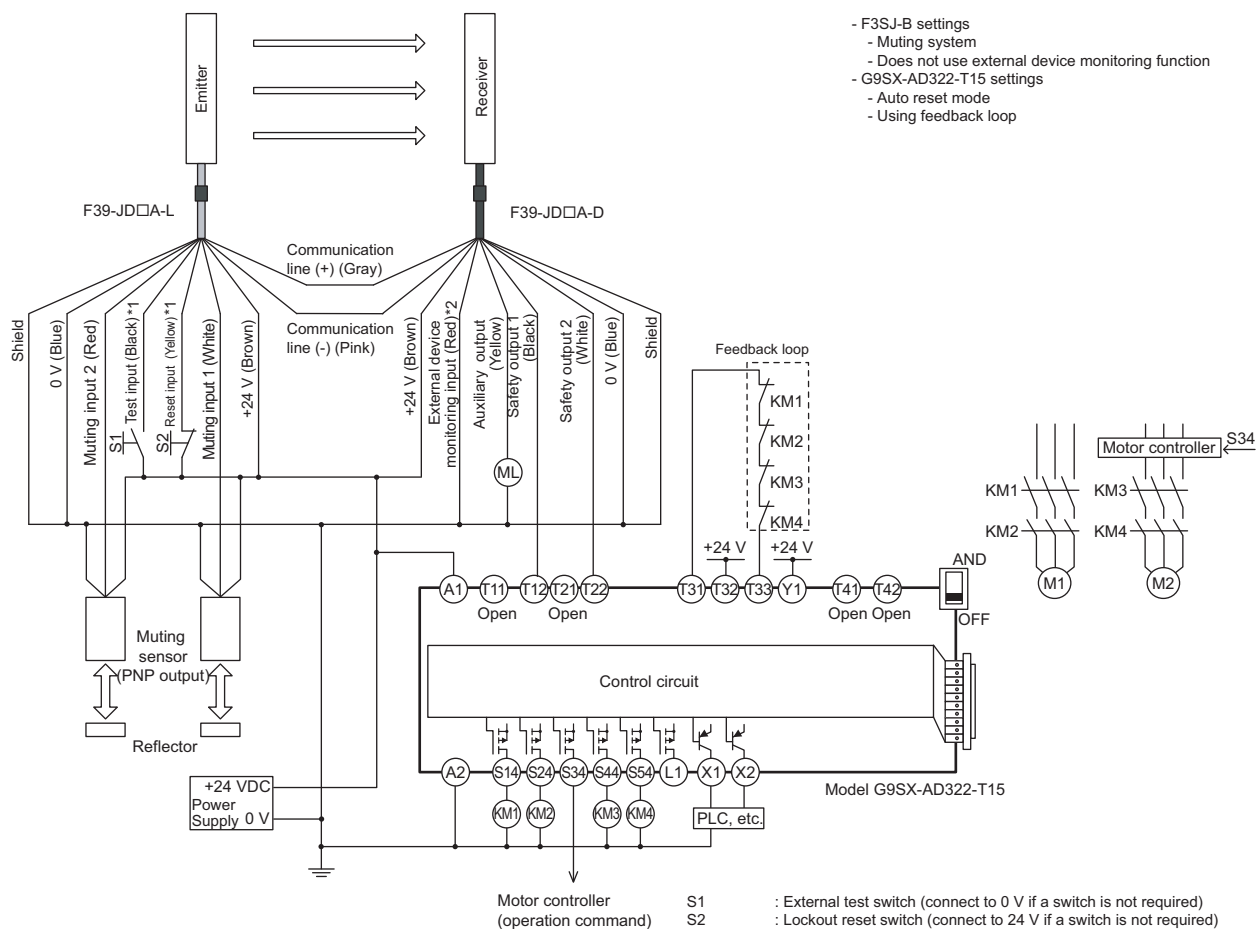 - F3SJ-B settings
- Muting system
- Does not use external device monitoring function
- G9SX-AD322-T15 settings
- Auto reset mode
- Using feedback loop
Emitter
Receiver
F39-JD□A-L
F39-JD□A-D
Communication
line (+) (Gray)
Communication
line (-) (Pink)
Shield
0 V (Blue)
Muting input 2 (Red)
Test input (Black)*1
Reset input (Yellow)*1
Muting input 1 (White)
+24 V (Brown)
S1
S2
+24 V (Brown)
External device
monitoring input (Red)*2
Auxiliary output
(Yellow)
Safety output 1
(Black)
Safety output 2
(White)
0 V (Blue)
Shield
ML
Feedback loop
KM1
KM2
KM3
KM4
Motor controller
S34
KM1
KM3
KM2
KM4
M1
M2
+24 V
+24 V
AND
OFF
A1
T11
T12
T21
T22
T31
T32
T33
Y1
T41
T42
Open
Open
Open
Open
Muting
sensor
(PNP output)
Reflector
Control circuit
A2
S14
S24
S34
S44
S54
L1
X1
X2
Model G9SX-AD322-T15
KM1
KM2
KM3
KM4
PLC, etc.
+24 VDC
Power
Supply 0 V
Motor controller
(operation command)
S1 : External test switch (connect to 0 V if a switch is not required)
S2 : Lockout reset switch (connect to 24 V if a switch is not required)